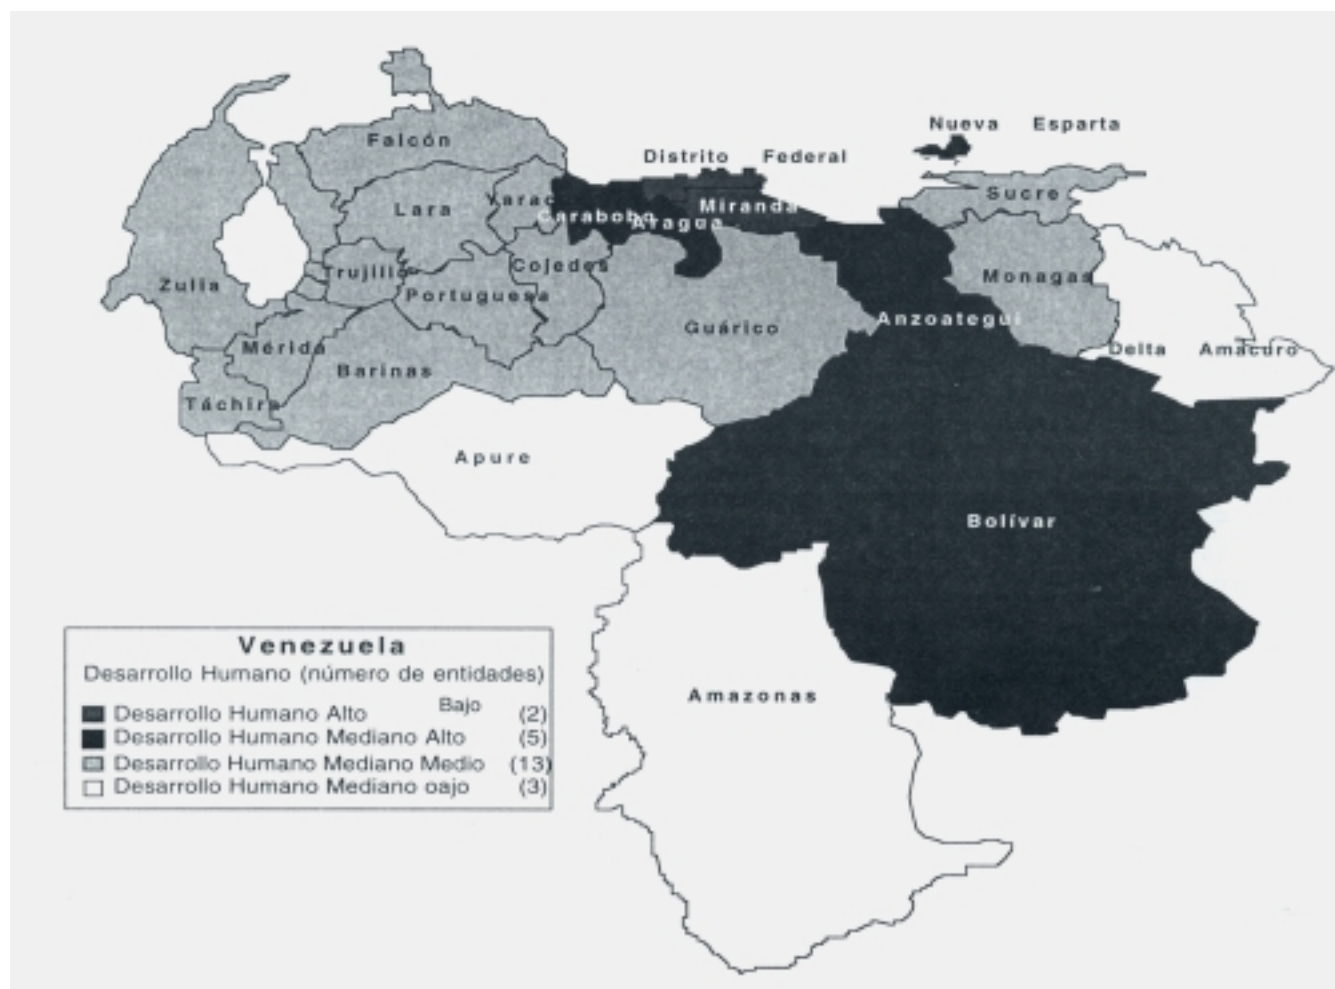 Nueva Esparta
Distrito Federal
Falcón
Sucre
Lara
Yarac
Carabobo
Aragua
Miranda
Zulia
Trujillo
Cojedes
Portuguesa
Monagas
Guárico
Anzoategui
Mérida
Barinas
Delta Amacuro
Táchira
Apure
Bolívar
Amazonas
Venezuela
Desarrollo Humano (número de entidades)
Desarrollo Humano Alto Bajo (2)
Desarrollo Humano Mediano Alto (5)
Desarrollo Humano Mediano Medio (13)
Desarrollo Humano Mediano oajo (3)